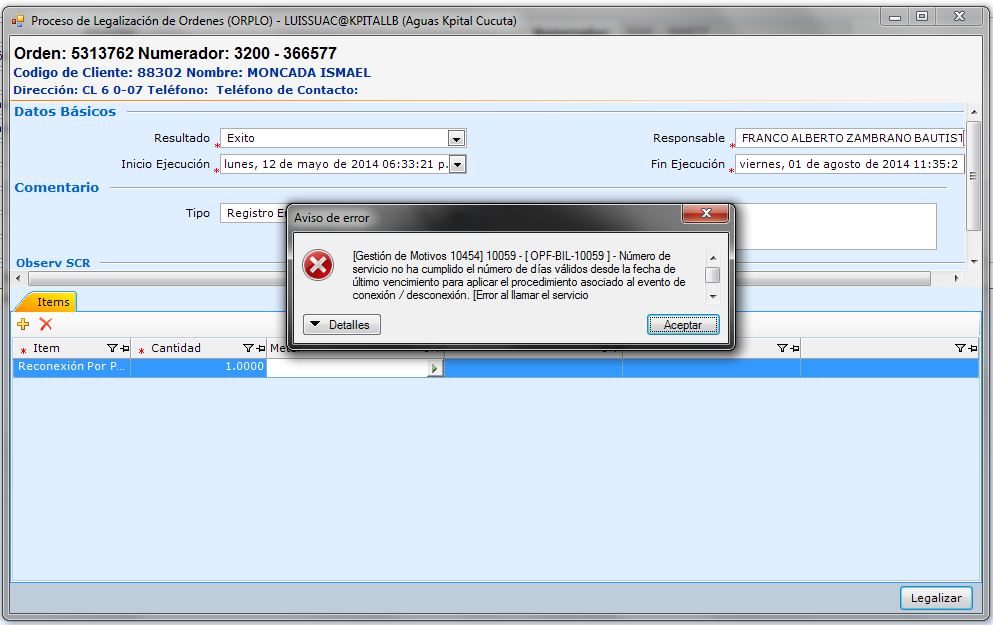 Proceso de Legalización de Ordenes (ORPLO) - LUISSUAC@KPITALLB (Aguas Kpital Cucuta)
Orden: 5313762 Numerador: 3200 - 366577
Codigo de Cliente: 88302 Nombre: MONCADA ISMAEL
Dirección: CL 6 0-07 Teléfono: Teléfono de Contacto:
Datos Básicos
Resultado Exito Responsable FRANCO ALBERTO ZAMBRANO BAUTIST
Inicio Ejecución lunes, 12 de mayo de 2014 06:33:21 p. Fin Ejecución viernes, 01 de agosto de 2014 11:35:2
Comentario
Tipo Registro
Aviso de error
[Gestión de Motivos 10454] 10059 - [ OPF-BIL-10059 ] - Número de
servicio no ha cumplido el número de días válidos desde la fecha de
último vencimiento para aplicar el procedimiento asociado al evento de
conexión / desconexión. [Error al llamar el servicio
Detalles Aceptar
Observ SCR
Items
Item Cantidad
Reconexión Por P... 1.0000
Legalizar